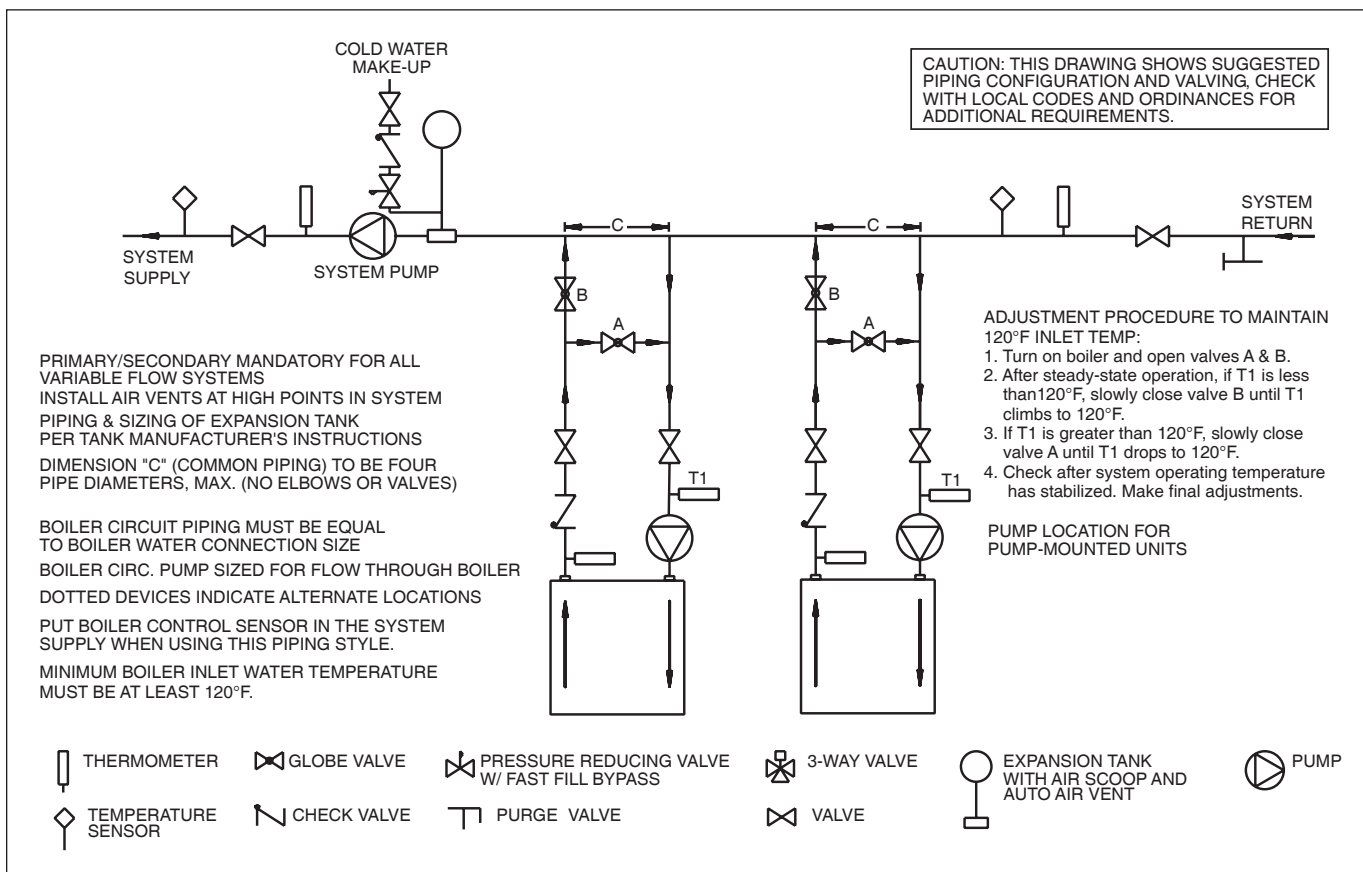 COLD WATER
MAKE-UP
CAUTION: THIS DRAWING SHOWS SUGGESTED
PIPING CONFIGURATION AND VALVING, CHECK
WITH LOCAL CODES AND ORDINANCES FOR
ADDITIONAL REQUIREMENTS.
SYSTEM
SUPPLY
SYSTEM PUMP
C
C
SYSTEM
RETURN
B
A
B
A
T1
T1
PRIMARY/SECONDARY MANDATORY FOR ALL
VARIABLE FLOW SYSTEMS
INSTALL AIR VENTS AT HIGH POINTS IN SYSTEM
PIPING & SIZING OF EXPANSION TANK
PER TANK MANUFACTURER'S INSTRUCTIONS
DIMENSION "C" (COMMON PIPING) TO BE FOUR
PIPE DIAMETERS, MAX. (NO ELBOWS OR VALVES)
BOILER CIRCUIT PIPING MUST BE EQUAL
TO BOILER WATER CONNECTION SIZE
BOILER CIRC. PUMP SIZED FOR FLOW THROUGH BOILER
DOTTED DEVICES INDICATE ALTERNATE LOCATIONS
PUT BOILER CONTROL SENSOR IN THE SYSTEM
SUPPLY WHEN USING THIS PIPING STYLE.
MINIMUM BOILER INLET WATER TEMPERATURE
MUST BE AT LEAST 120°F.
ADJUSTMENT PROCEDURE TO MAINTAIN
120°F INLET TEMP:
1. Turn on boiler and open valves A & B.
2. After steady-state operation, if T1 is less
than120°F, slowly close valve B until T1
climbs to 120°F.
3. If T1 is greater than 120°F, slowly close
valve A until T1 drops to 120°F.
4. Check after system operating temperature
has stabilized. Make final adjustments.
PUMP LOCATION FOR
PUMP-MOUNTED UNITS
THERMOMETER
GLOBE VALVE
PRESSURE REDUCING VALVE
W/ FAST FILL BYPASS
3-WAY VALVE
EXPANSION TANK
WITH AIR SCOOP AND
AUTO AIR VENT
PUMP
TEMPERATURE
SENSOR
CHECK VALVE
PURGE VALVE
VALVE